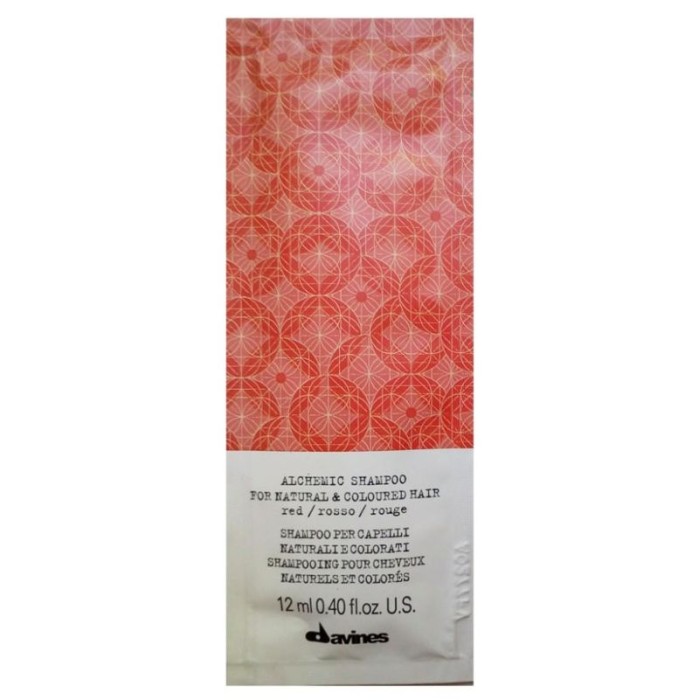 ALCHEMIC SHAMPOO
FOR NATURAL & COLOURED HAIR
red / rosso / rouge
SHAMPOO PER CAPELLI
NATURALI E COLORATI
SHAMPOOING POUR CHEVEUX
NATURELS ET COLORÉS
12 ml 0.40 fl.oz. U.S.
davines